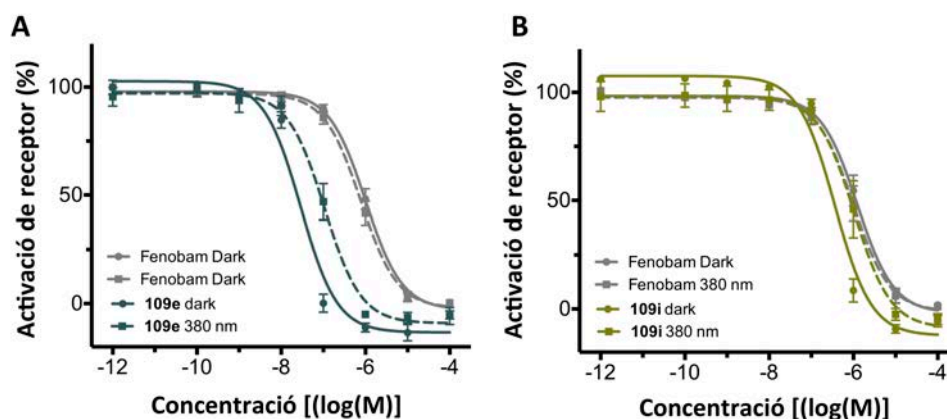 A
Activació de receptor (%)
100
50
0
Fenobam Dark
Fenobam Dark
109e dark
109e 380 nm
-12 -10 -8 -6 -4
Concentració [(log(M)]
B
Activació de receptor (%)
100
50
0
Fenobam Dark
Fenobam 380 nm
109i dark
109i 380 nm
-12 -10 -8 -6 -4
Concentració [(log(M)]